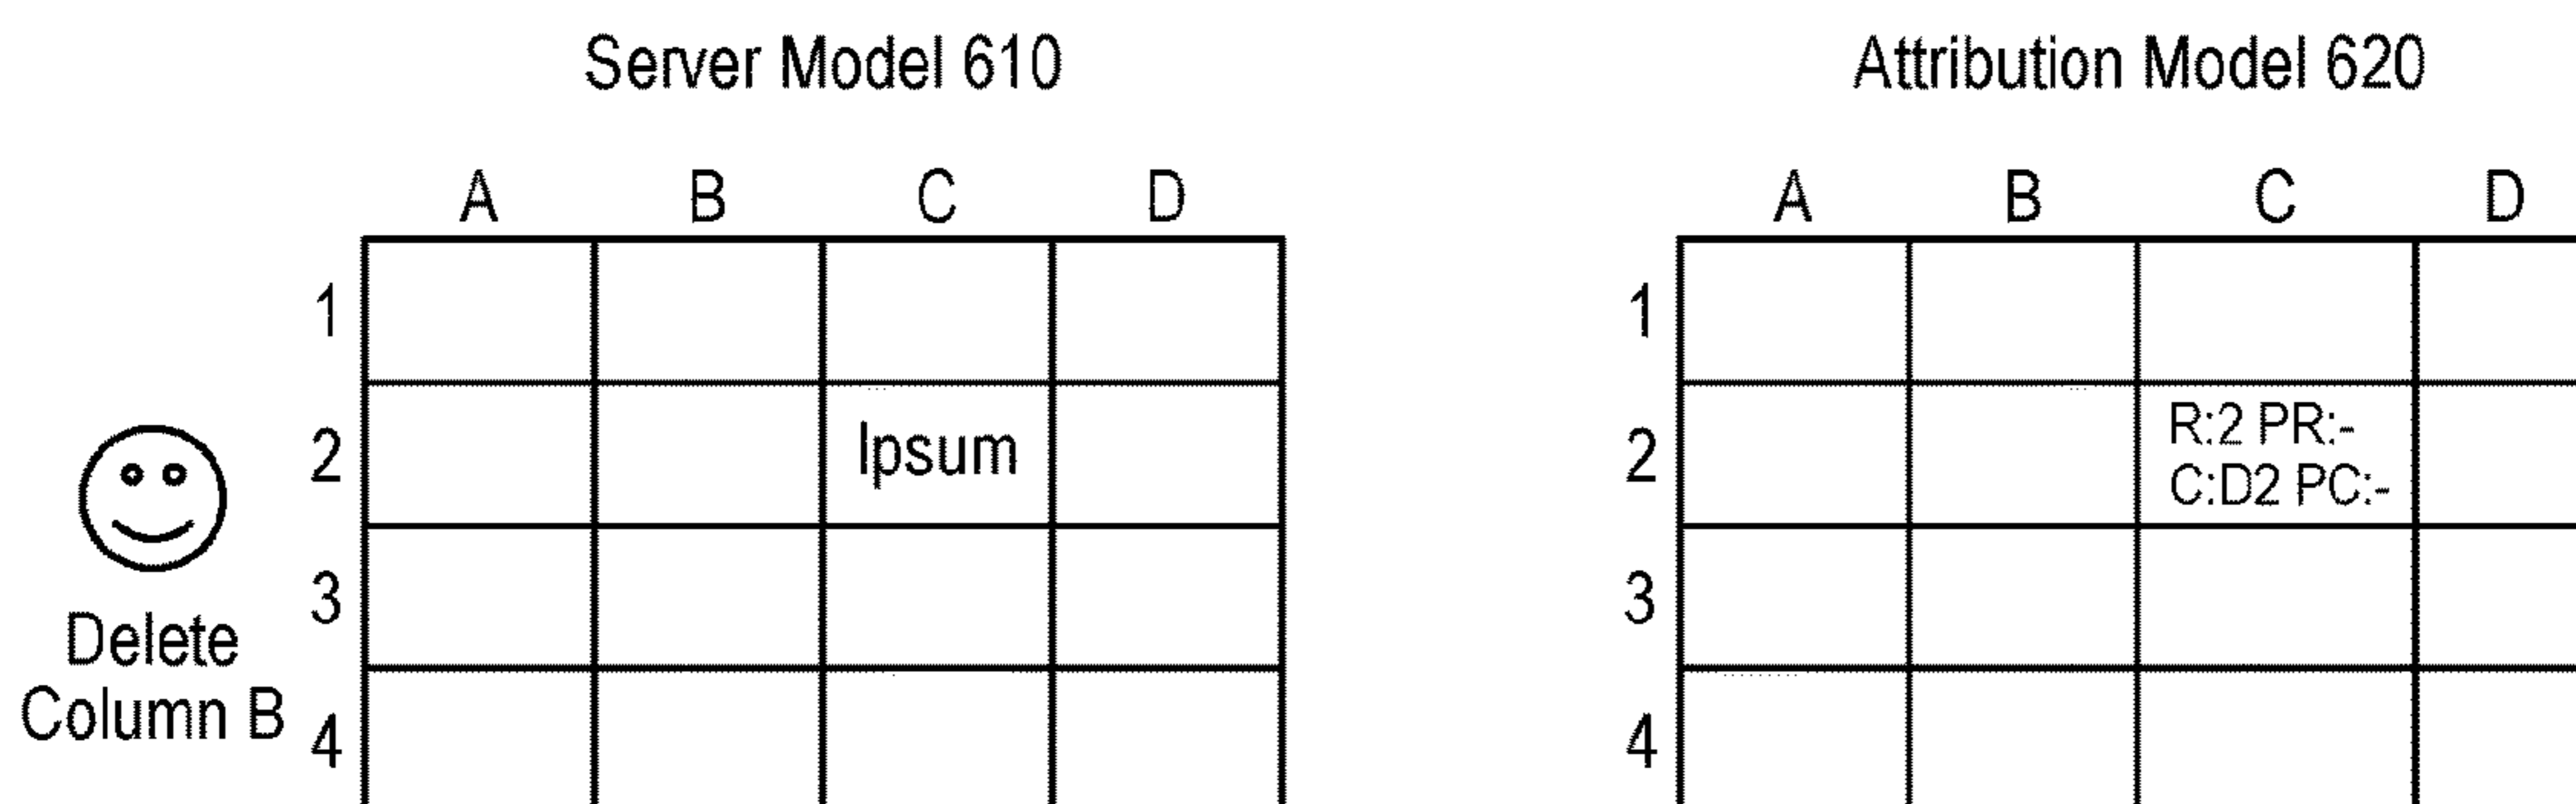 Server Model 610 Attribution Model 620
A B C D A B C D
1 1
2 Ipsum 2 R:2 PR:-
C:D2 PC:-
3 3
Delete
Column B
4 4